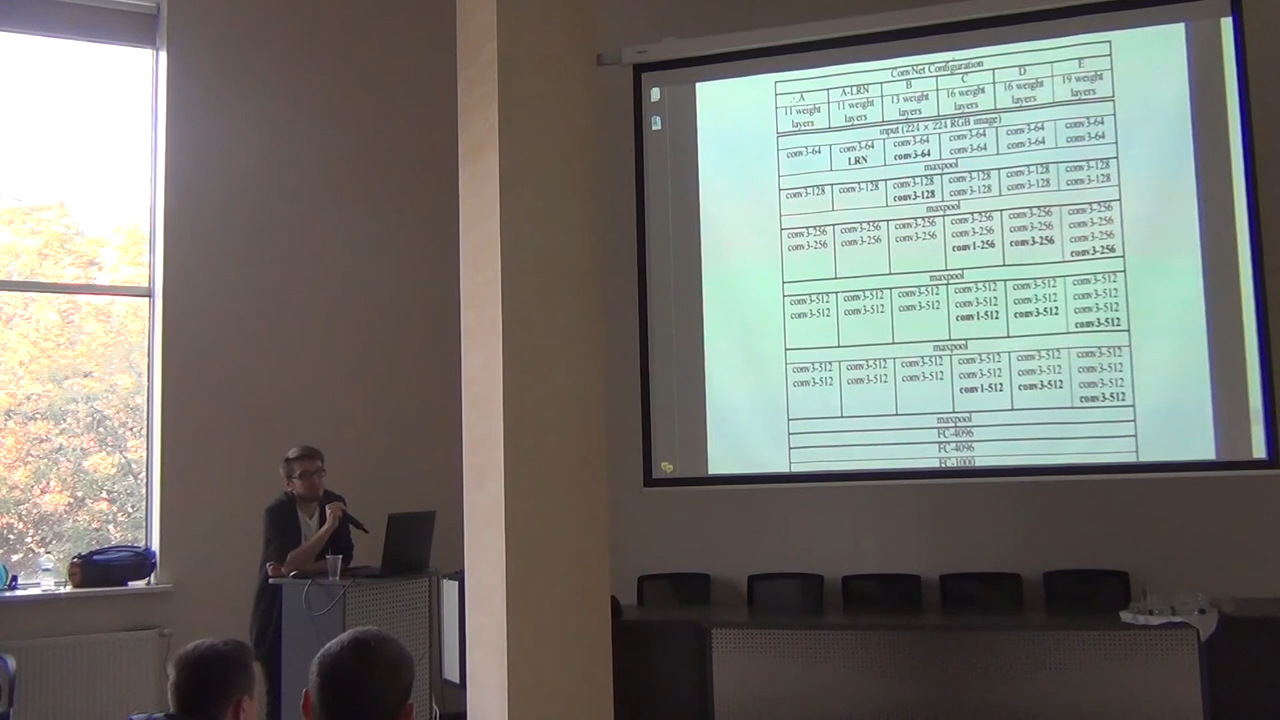 ConvNet Configuration
A A-LRN B C D E
11 weight layers 11 weight layers 13 weight layers 16 weight layers 16 weight layers 19 weight layers
input (224 × 224 RGB image)
conv3-64 conv3-64 conv3-64 conv3-64 conv3-64 conv3-64
LRN conv3-64 conv3-64 conv3-64 conv3-64
maxpool
conv3-128 conv3-128 conv3-128 conv3-128 conv3-128 conv3-128
conv3-128 conv3-128 conv3-128 conv3-128
maxpool
conv3-256 conv3-256 conv3-256 conv3-256 conv3-256 conv3-256
conv3-256 conv3-256 conv3-256 conv3-256 conv3-256 conv3-256
conv1-256 conv3-256 conv3-256
conv3-256
maxpool
conv3-512 conv3-512 conv3-512 conv3-512 conv3-512 conv3-512
conv3-512 conv3-512 conv3-512 conv3-512 conv3-512 conv3-512
conv1-512 conv3-512 conv3-512
conv3-512
maxpool
conv3-512 conv3-512 conv3-512 conv3-512 conv3-512 conv3-512
conv3-512 conv3-512 conv3-512 conv3-512 conv3-512 conv3-512
conv1-512 conv3-512 conv3-512
conv3-512
maxpool
FC-4096
FC-4096
FC-1000